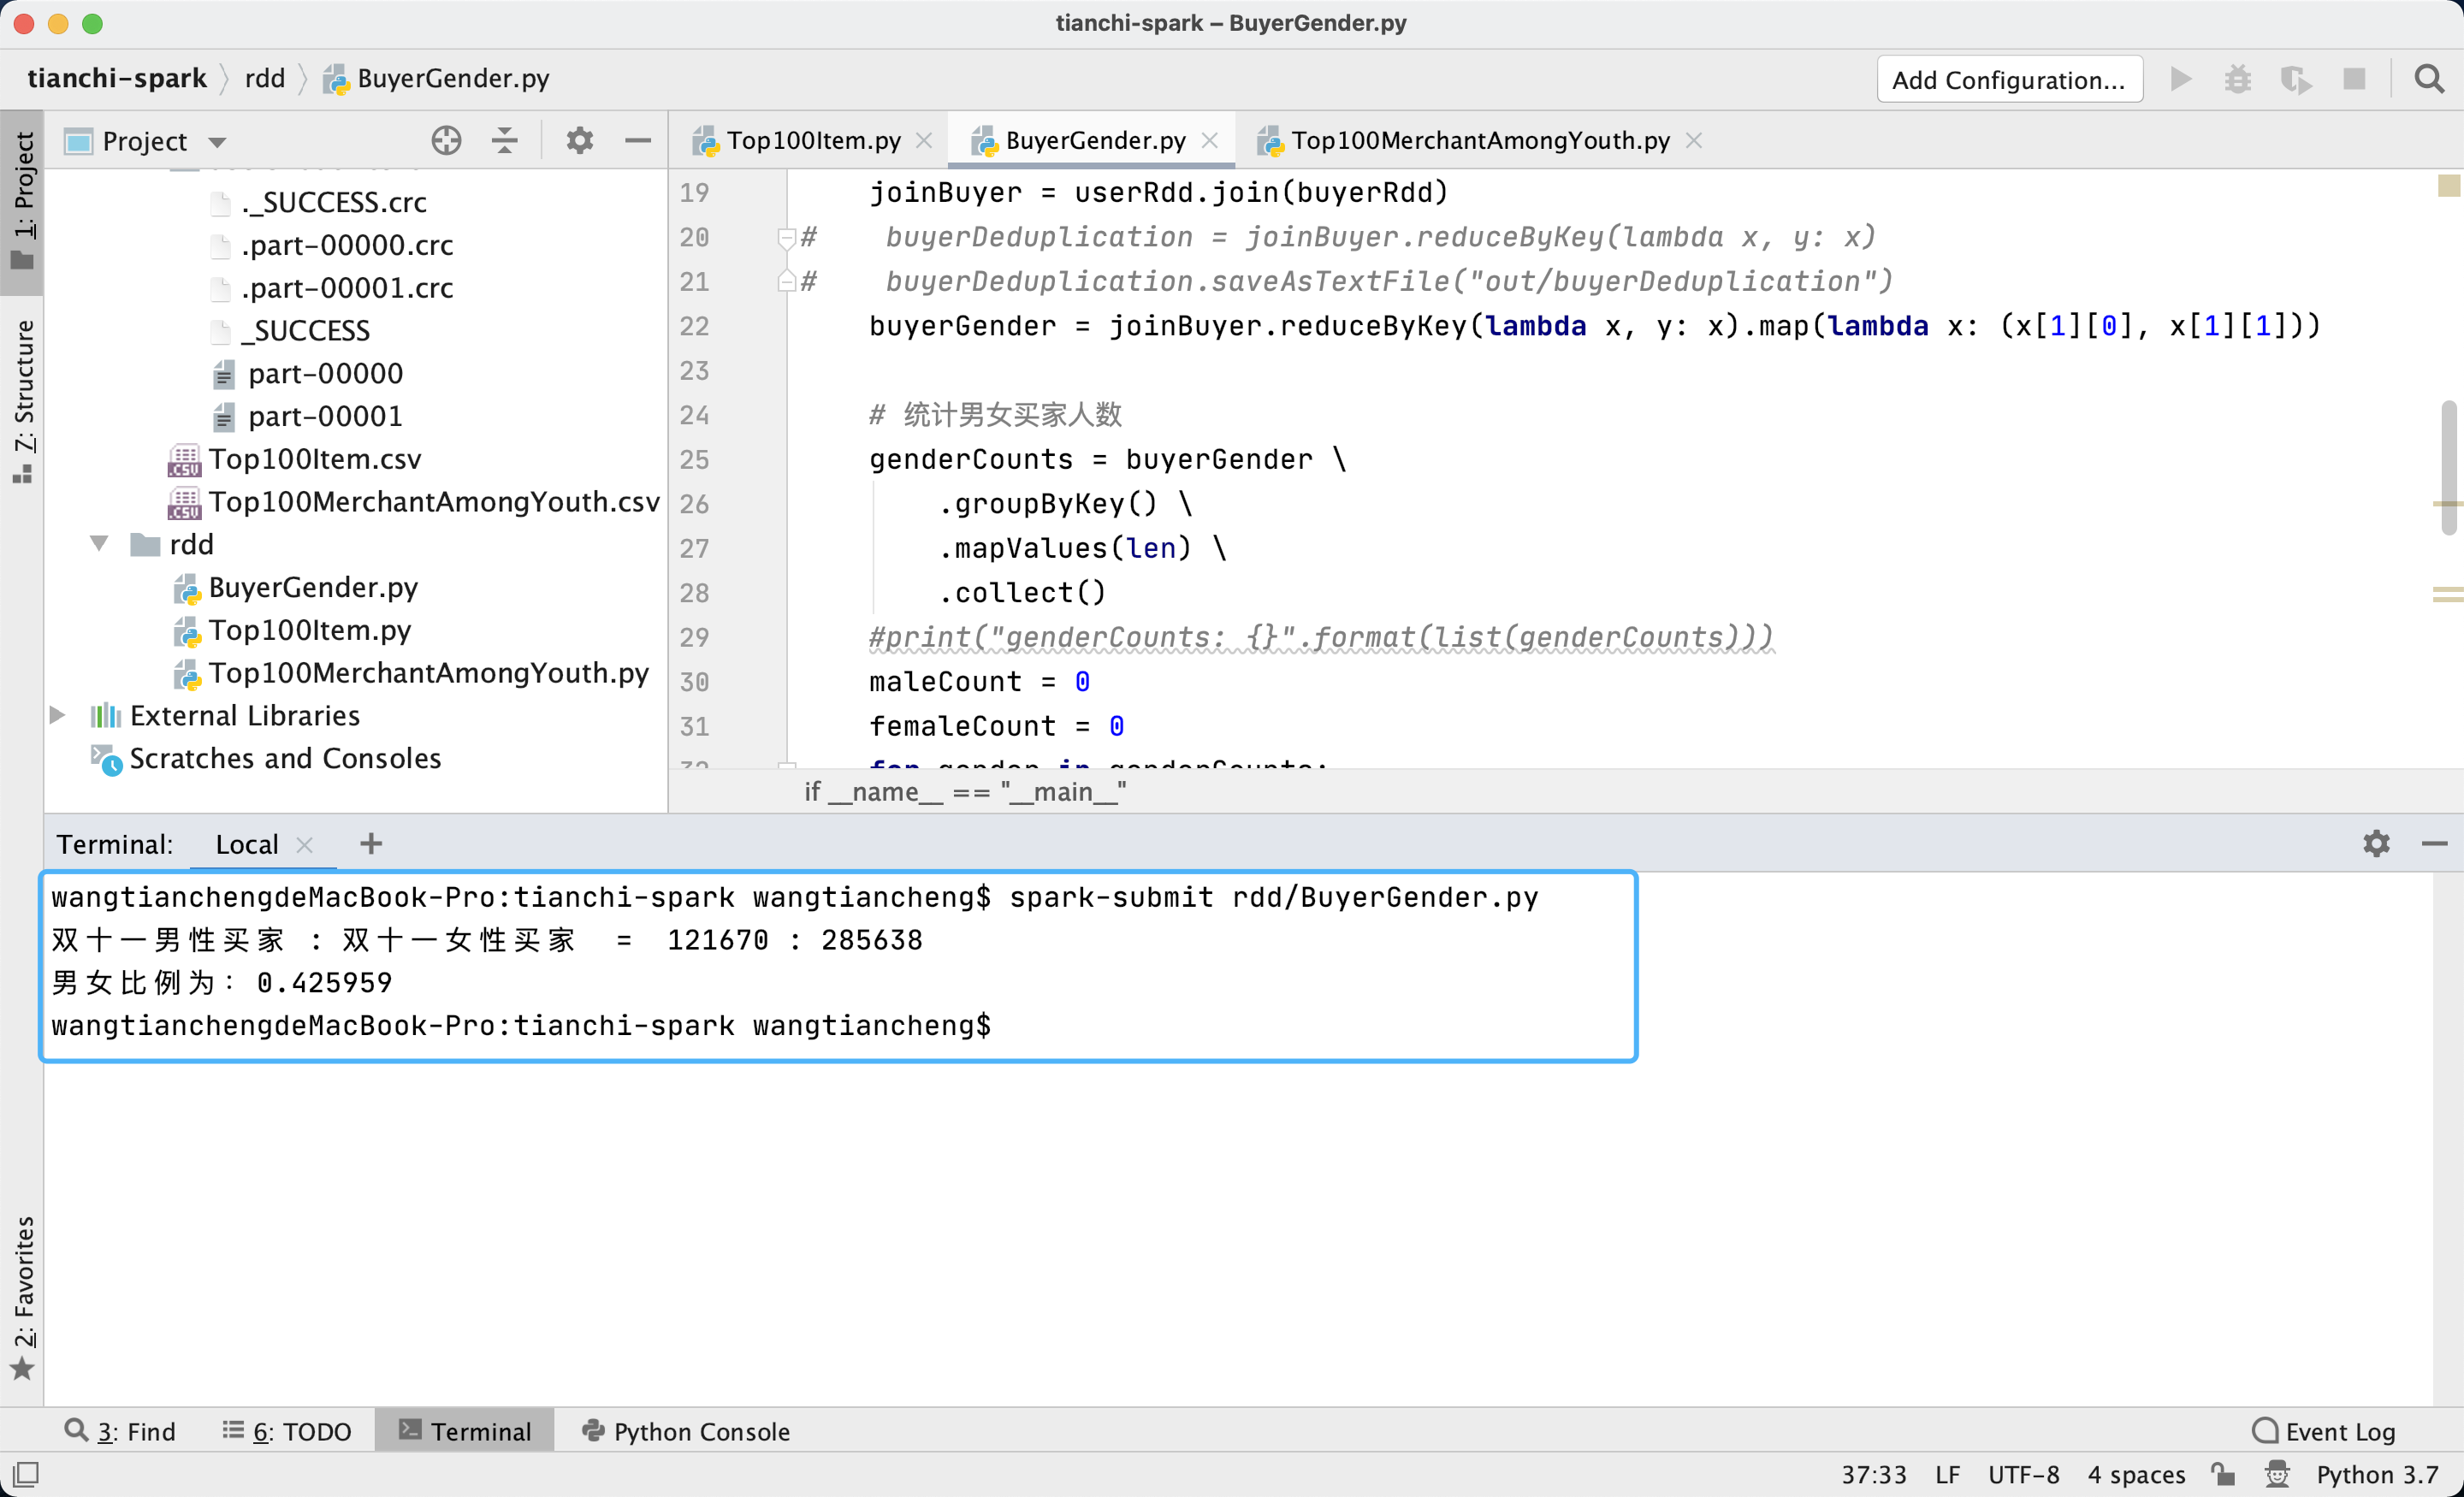 tianchi-spark – BuyerGender.py
tianchi-spark rdd BuyerGender.py Add Configuration...
1: Project
7: Structure
2: Favorites
Project
._SUCCESS.crc
.part-00000.crc
.part-00001.crc
_SUCCESS
part-00000
part-00001
Top100Item.csv
Top100MerchantAmongYouth.csv
rdd
BuyerGender.py
Top100Item.py
Top100MerchantAmongYouth.py
External Libraries
Scratches and Consoles
Top100Item.py BuyerGender.py Top100MerchantAmongYouth.py
19 joinBuyer = userRdd.join(buyerRdd)
20 # buyerDeduplication = joinBuyer.reduceByKey(lambda x, y: x)
21 # buyerDeduplication.saveAsTextFile("out/buyerDeduplication")
22 buyerGender = joinBuyer.reduceByKey(lambda x, y: x).map(lambda x: (x[1][0], x[1][1]))
23
24 # 统计男女买家人数
25 genderCounts = buyerGender \
26 .groupByKey() \
27 .mapValues(len) \
28 .collect()
29 #print("genderCounts: {}".format(list(genderCounts)))
30 maleCount = 0
31 femaleCount = 0
32 for gender in genderCounts:
if __name__ == "__main__"
Terminal: Local +
wangtianchengdeMacBook-Pro:tianchi-spark wangtiancheng$ spark-submit rdd/BuyerGender.py
双十一男性买家 : 双十一女性买家 = 121670 : 285638
男女比例为: 0.425959
wangtianchengdeMacBook-Pro:tianchi-spark wangtiancheng$
3: Find 6: TODO Terminal Python Console Event Log
37:33 LF UTF-8 4 spaces Python 3.7